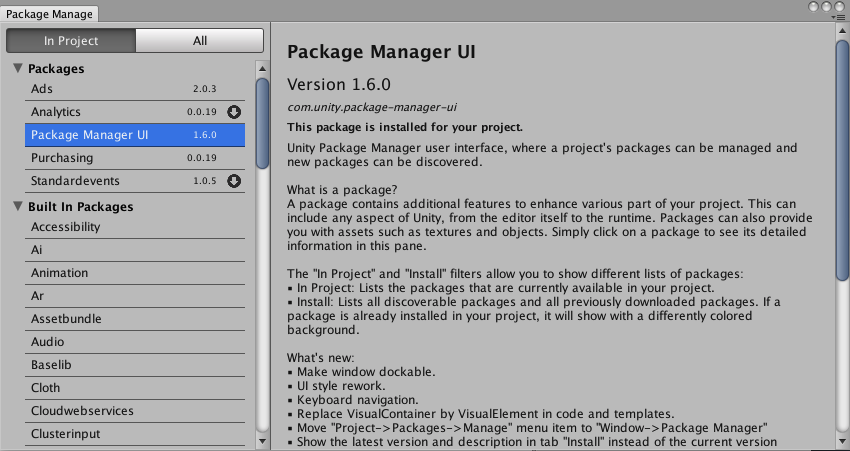 Package Manage
In Project
All
Packages
Ads 2.0.3
Analytics 0.0.19
Package Manager UI 1.6.0
Purchasing 0.0.19
Standardevents 1.0.5
Built In Packages
Accessibility
Ai
Animation
Ar
Assetbundle
Audio
Baselib
Cloth
Cloudwebservices
Clusterinput
Package Manager UI
Version 1.6.0
com.unity.package-manager-ui
This package is installed for your project.
Unity Package Manager user interface, where a project's packages can be managed and
new packages can be discovered.
What is a package?
A package contains additional features to enhance various part of your project. This can
include any aspect of Unity, from the editor itself to the runtime. Packages can also provide
you with assets such as textures and objects. Simply click on a package to see its detailed
information in this pane.
The "In Project" and "Install" filters allow you to show different lists of packages:
▪ In Project: Lists the packages that are currently available in your project.
▪ Install: Lists all discoverable packages and all previously downloaded packages. If a
package is already installed in your project, it will show with a differently colored
background.
What's new:
▪ Make window dockable.
▪ UI style rework.
▪ Keyboard navigation.
▪ Replace VisualContainer by VisualElement in code and templates.
▪ Move "Project->Packages->Manage" menu item to "Window->Package Manager"
▪ Show the latest version and description in tab "Install" instead of the current version